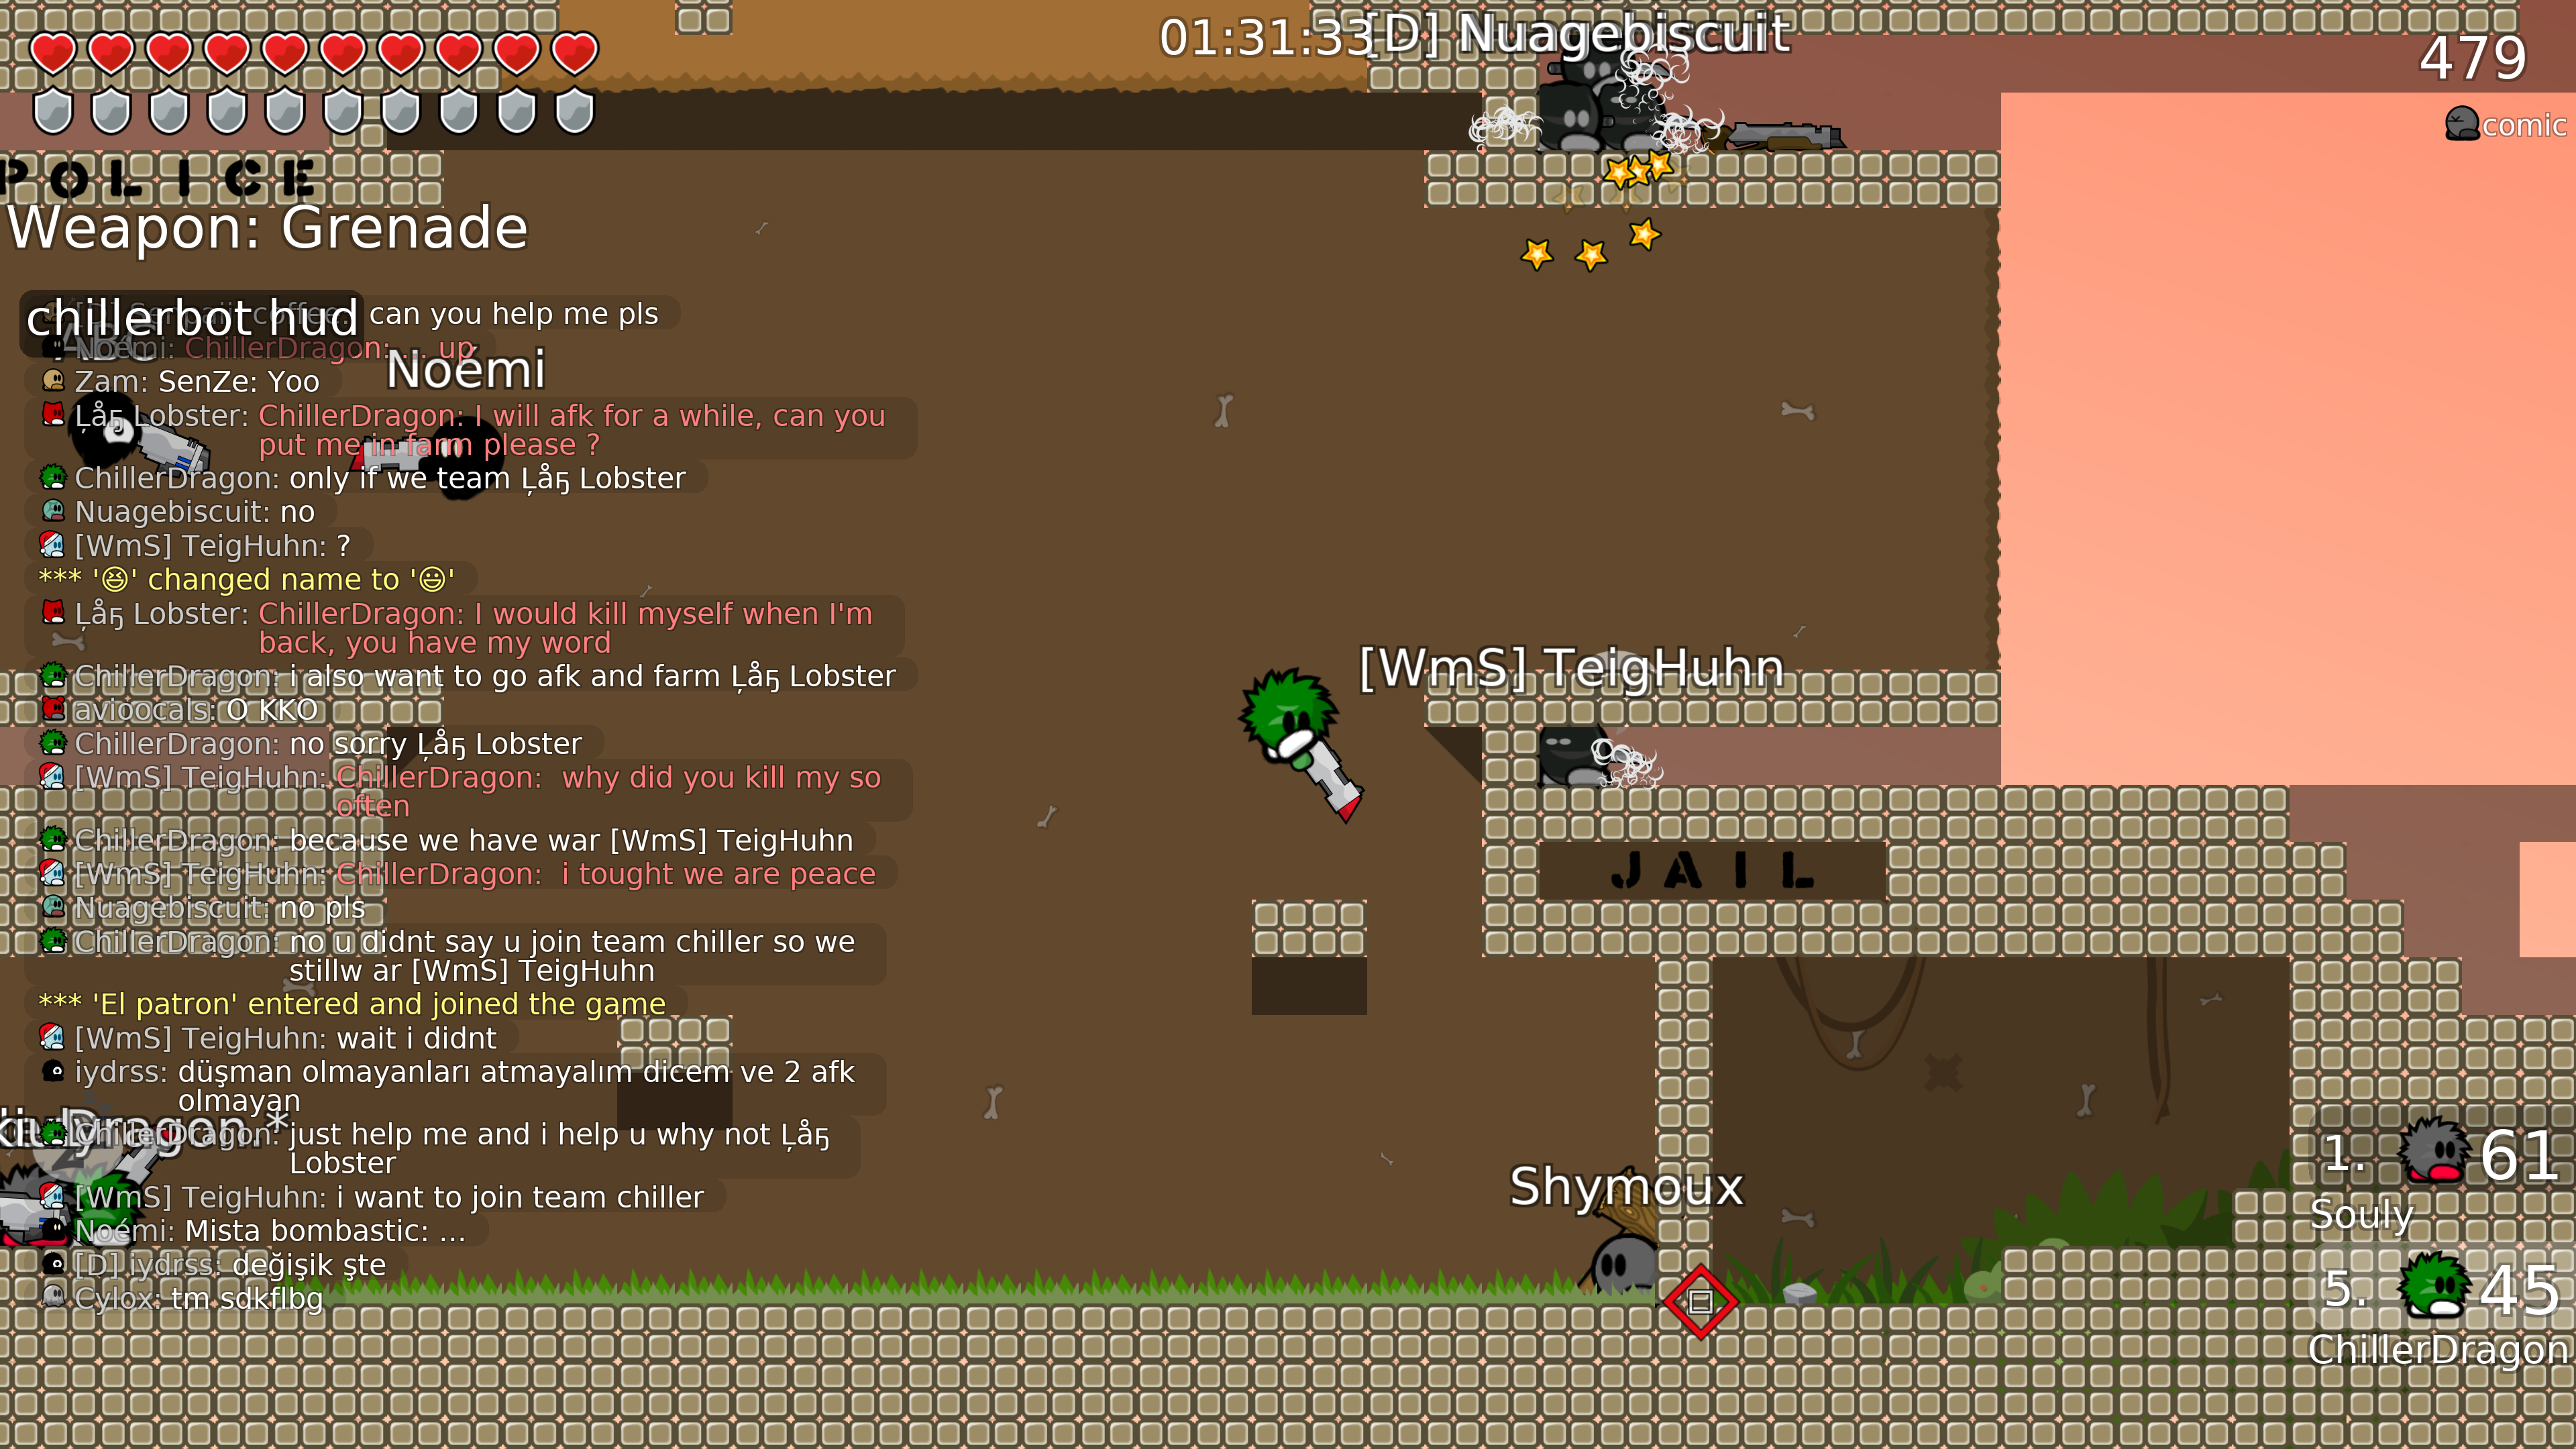 01:31:33
[D] Nuagebiscuit
479
comic
POLICE
Weapon: Grenade
chillerbot hud
can you help me pls
Noémi: ChillerDragon: ... up
Noémi
Zam: SenZe: Yoo
Ļåҕ Lobster: ChillerDragon: I will afk for a while, can you
put me in farm please ?
ChillerDragon: only if we team Ļåҕ Lobster
Nuagebiscuit: no
[WmS] TeigHuhn: ?
*** '😆' changed name to '😃'
Ļåҕ Lobster: ChillerDragon: I would kill myself when I'm
back, you have my word
[WmS] TeigHuhn
ChillerDragon: i also want to go afk and farm Ļåҕ Lobster
avioocals: O KKO
ChillerDragon: no sorry Ļåҕ Lobster
[WmS] TeigHuhn: ChillerDragon:  why did you kill my so
often
ChillerDragon: because we have war [WmS] TeigHuhn
[WmS] TeigHuhn: ChillerDragon:  i tought we are peace
JAIL
Nuagebiscuit: no pls
ChillerDragon: no u didnt say u join team chiller so we
stillw ar [WmS] TeigHuhn
*** 'El patron' entered and joined the game
[WmS] TeigHuhn: wait i didnt
iydrss: düşman olmayanları atmayalım dicem ve 2 afk
olmayan
ChillerDragon: just help me and i help u why not Ļåҕ
Lobster
[WmS] TeigHuhn: i want to join team chiller
Shymoux
Noémi: Mista bombastic: ...
[D] iydrss: değişik şte
Cylox: tm sdkflbg
1. 61
Souly
5. 45
ChillerDragon